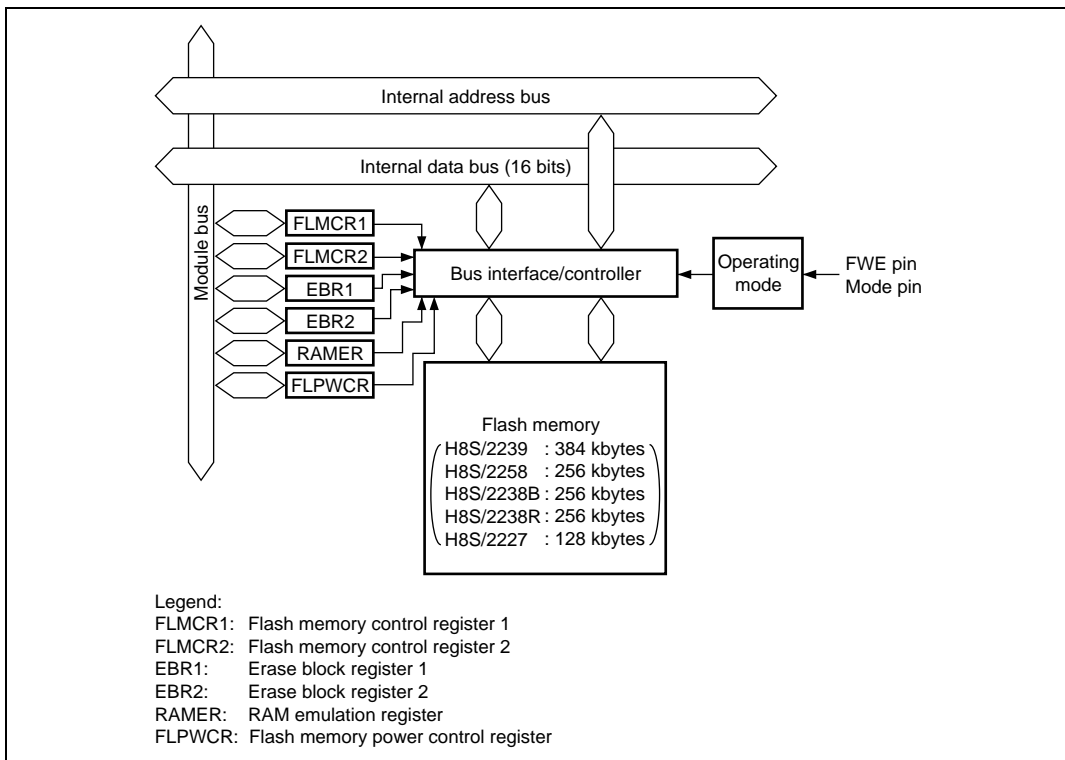 Internal address bus
Internal data bus (16 bits)
Module bus
FLMCR1
FLMCR2
EBR1
EBR2
RAMER
FLPWCR
Bus interface/controller
Operating
mode
FWE pin
Mode pin
Flash memory
H8S/2239 : 384 kbytes
H8S/2258 : 256 kbytes
H8S/2238B : 256 kbytes
H8S/2238R : 256 kbytes
H8S/2227 : 128 kbytes
Legend:
FLMCR1: Flash memory control register 1
FLMCR2: Flash memory control register 2
EBR1: Erase block register 1
EBR2: Erase block register 2
RAMER: RAM emulation register
FLPWCR: Flash memory power control register